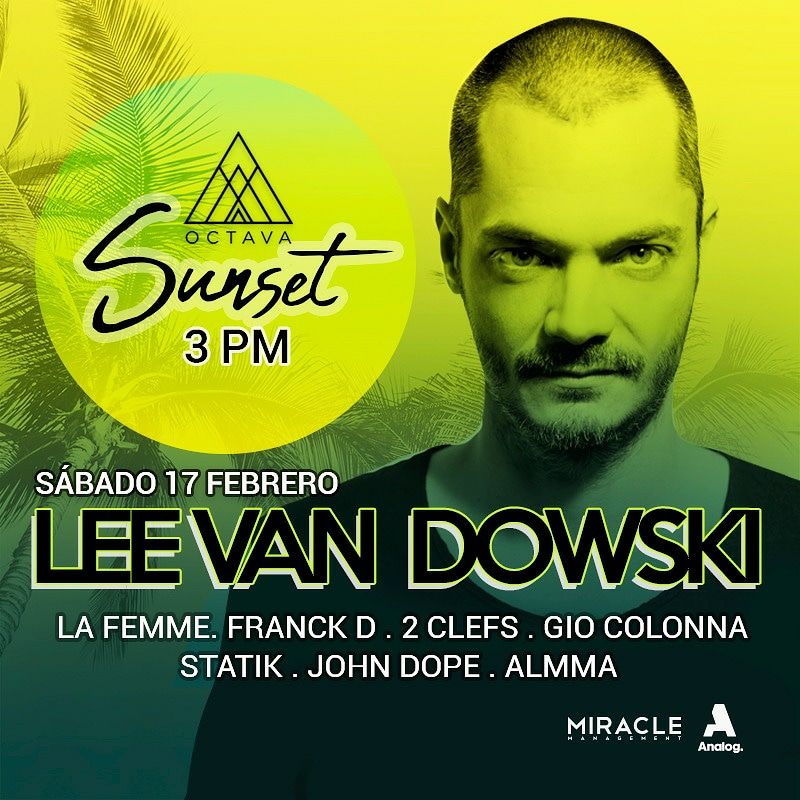 OCTAVA
Sunset
3 PM
SÁBADO 17 FEBRERO
LEE VAN DOWSKI
LA FEMME. FRANCK D . 2 CLEFS . GIO COLONNA
STATIK . JOHN DOPE . ALMMA
MIRACLE
MANAGEMENT
A
Analog.